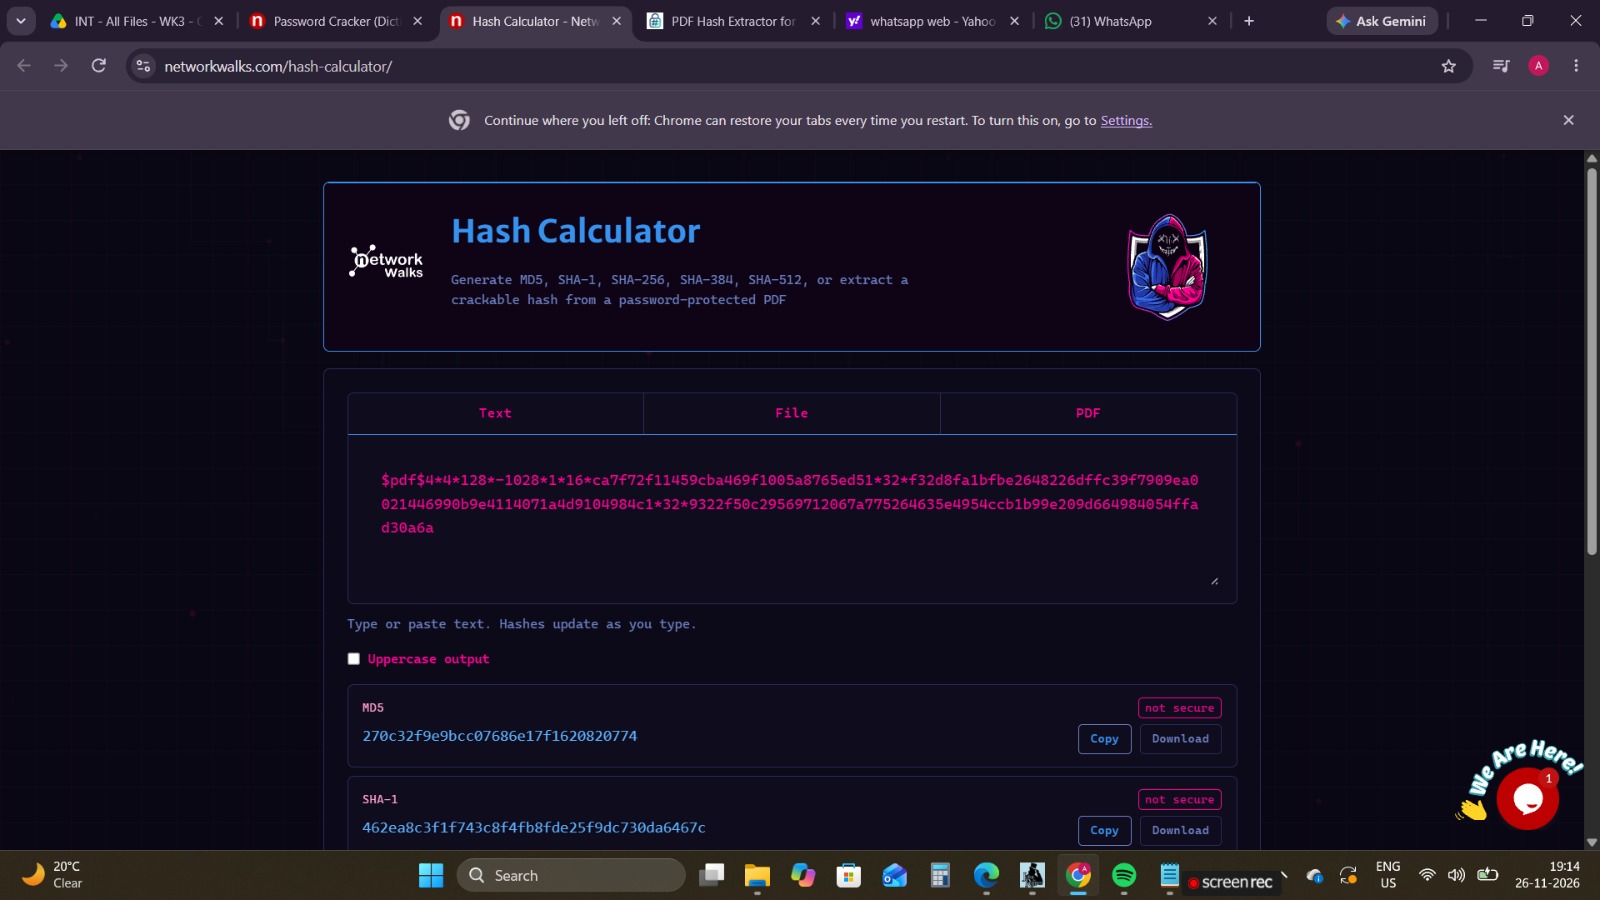 INT - All Files - WK3 - C
Password Cracker (Dicti
Hash Calculator - Netw
PDF Hash Extractor for
whatsapp web - Yahoo
(31) WhatsApp
Ask Gemini
networkwalks.com/hash-calculator/
A
Continue where you left off: Chrome can restore your tabs every time you restart. To turn this on, go to Settings.
network
Walks
Hash Calculator
Generate MD5, SHA-1, SHA-256, SHA-384, SHA-512, or extract a
crackable hash from a password-protected PDF
Text
File
PDF
$pdf$4*4*128*-1028*1*16*ca7f72f11459cba469f1005a8765ed51*32*f32d8fa1bfbe2648226dffc39f7909ea0
021446990b9e4114071a4d9104984c1*32*9322f50c29569712067a775264635e4954ccb1b99e209d664984054ffa
d30a6a
Type or paste text. Hashes update as you type.
Uppercase output
MD5
not secure
270c32f9e9bcc07686e17f1620820774
Copy
Download
SHA-1
not secure
462ea8c3f1f743c8f4fb8fde25f9dc730da6467c
Copy
Download
We Are Here!
1
20°C
Clear
Search
screenrec
ENG
US
19:14
26-11-2026